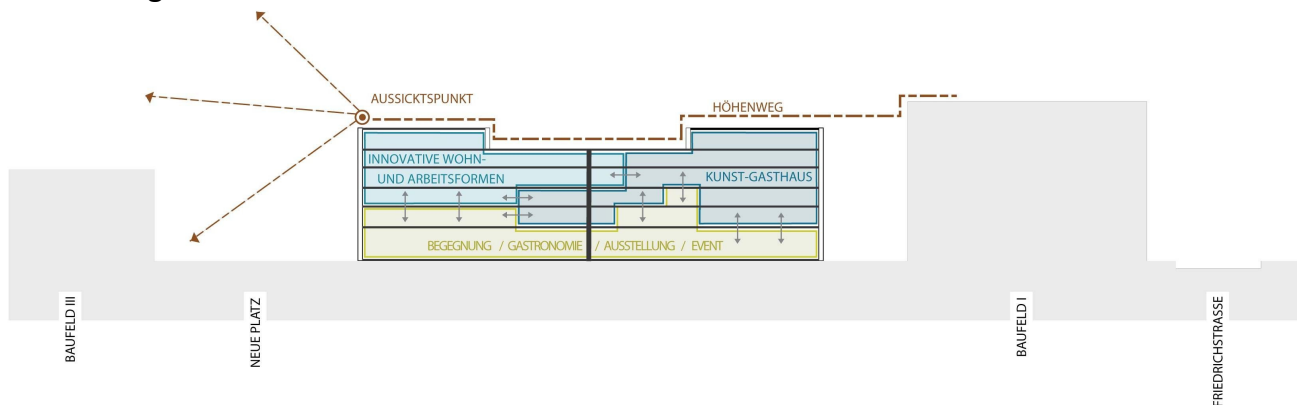 AUSSICKTSPUNKT
HÖHENWEG
INNOVATIVE WOHN-
UND ARBEITSFORMEN
KUNST-GASTHAUS
BEGEGNUNG / GASTRONOMIE / AUSSTELLUNG / EVENT
BAUFELD III
NEUE PLATZ
BAUFELD I
FRIEDRICHSTRASSE